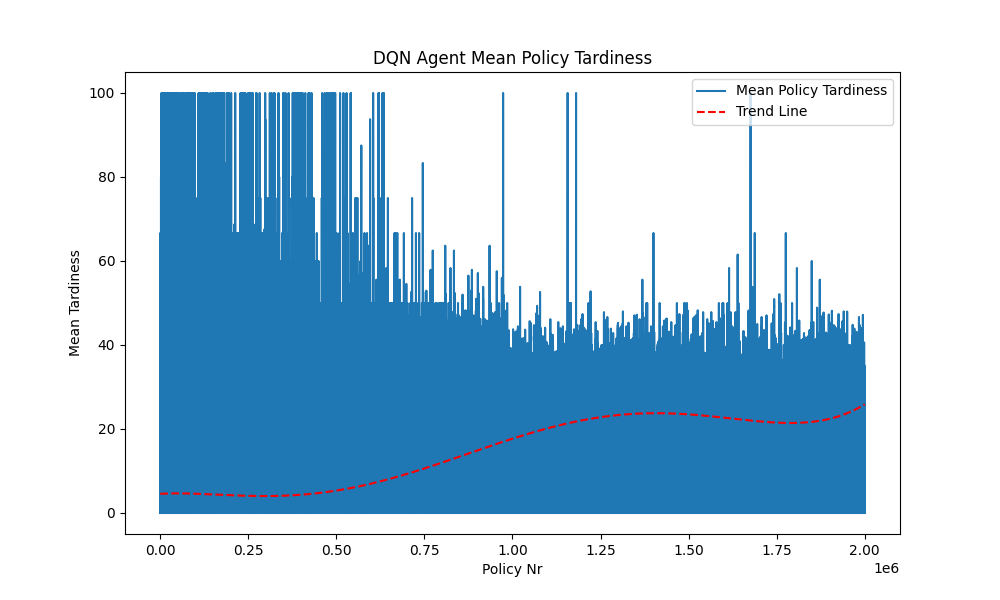 DQN Agent Mean Policy Tardiness
Mean Policy Tardiness
Trend Line
100
80
60
40
20
0
Mean Tardiness
0.00 0.25 0.50 0.75 1.00 1.25 1.50 1.75 2.00
1e6
Policy Nr